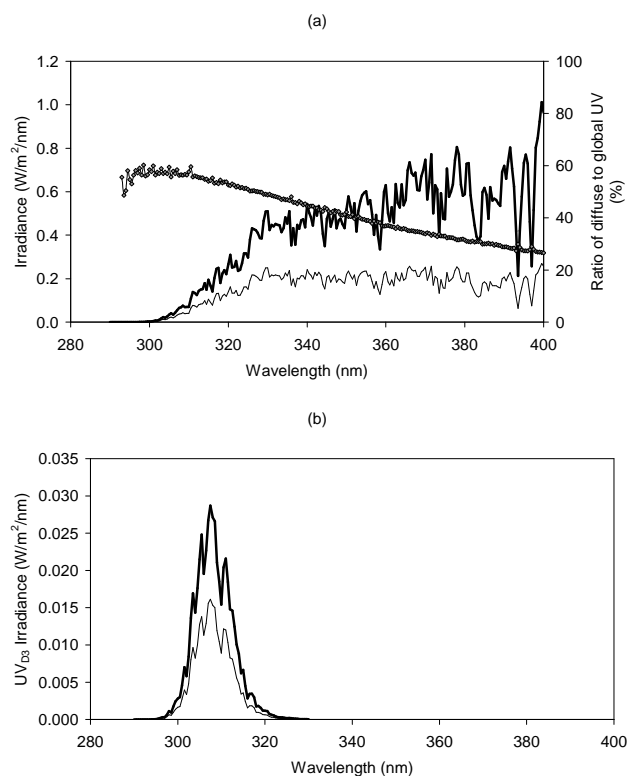 (a)
1.2
1.0
0.8
0.6
0.4
0.2
0.0
Irradiance (W/m²/nm)
100
80
60
40
20
0
Ratio of diffuse to global UV
(%)
280 300 320 340 360 380 400
Wavelength (nm)
(b)
0.035
0.030
0.025
0.020
0.015
0.010
0.005
0.000
UV_D3 Irradiance (W/m²/nm)
280 300 320 340 360 380 400
Wavelength (nm)